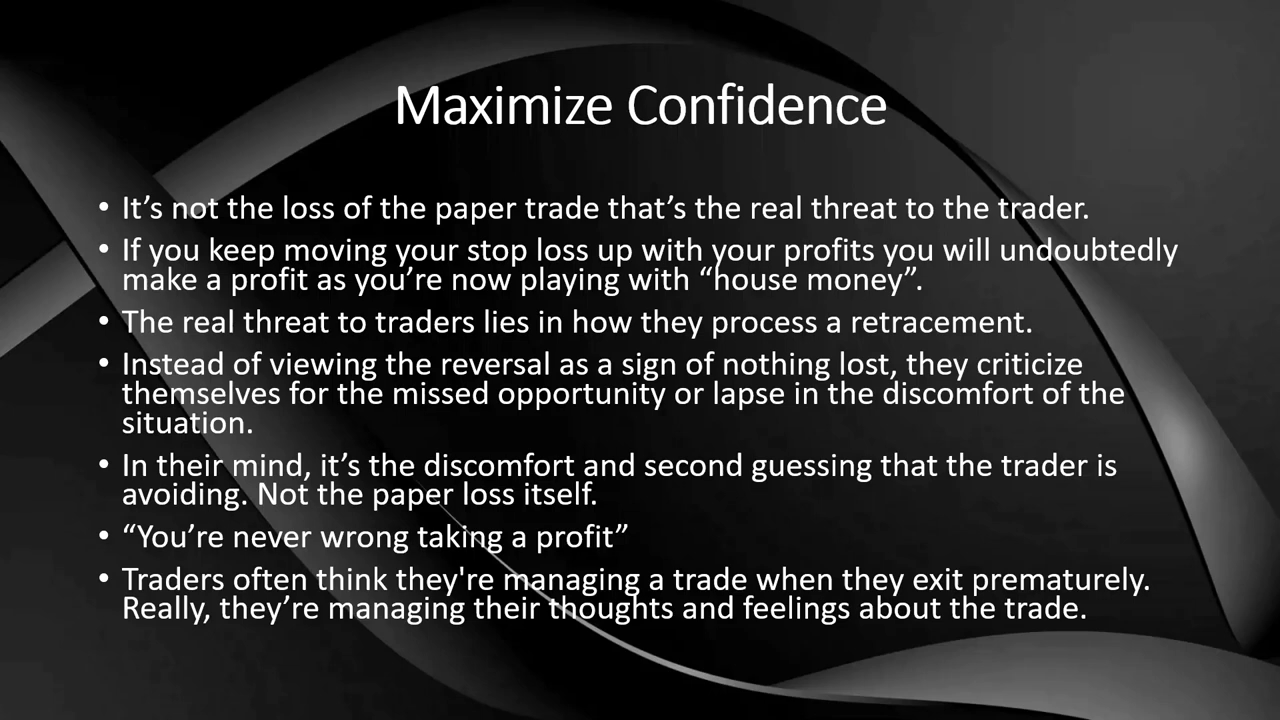 Maximize Confidence
• It’s not the loss of the paper trade that’s the real threat to the trader.
• If you keep moving your stop loss up with your profits you will undoubtedly
make a profit as you’re now playing with “house money”.
• The real threat to traders lies in how they process a retracement.
• Instead of viewing the reversal as a sign of nothing lost, they criticize
themselves for the missed opportunity or lapse in the discomfort of the
situation.
• In their mind, it’s the discomfort and second guessing that the trader is
avoiding. Not the paper loss itself.
• “You’re never wrong taking a profit”
• Traders often think they're managing a trade when they exit prematurely.
Really, they’re managing their thoughts and feelings about the trade.